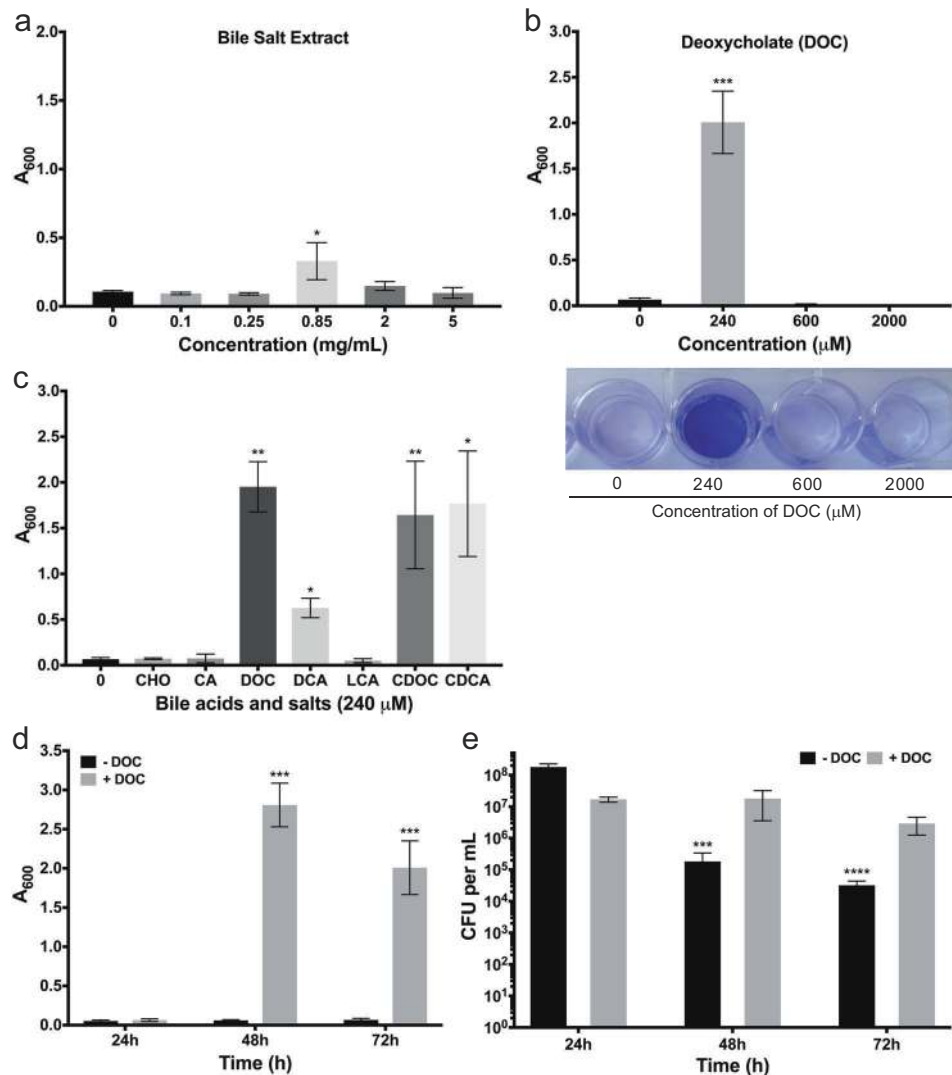 a
Bile Salt Extract
A600
2.0
1.5
1.0
0.5
0.0
0 0.1 0.25 0.85 2 5
*
Concentration (mg/mL)
b
Deoxycholate (DOC)
A600
3.0
2.5
2.0
1.5
1.0
0.5
0.0
***
0 240 600 2000
Concentration (μM)
0 240 600 2000
Concentration of DOC (μM)
c
A600
3.0
2.5
2.0
1.5
1.0
0.5
0.0
** * ** *
0 CHO CA DOC DCA LCA CDOC CDCA
Bile acids and salts (240 μM)
d
- DOC
+ DOC
A600
3.5
3.0
2.5
2.0
1.5
1.0
0.5
0.0
*** ***
24h 48h 72h
Time (h)
e
- DOC + DOC
CFU per mL
10⁸
10⁷
10⁶
10⁵
10⁴
10³
10²
10¹
10⁰
*** ****
24h 48h 72h
Time (h)